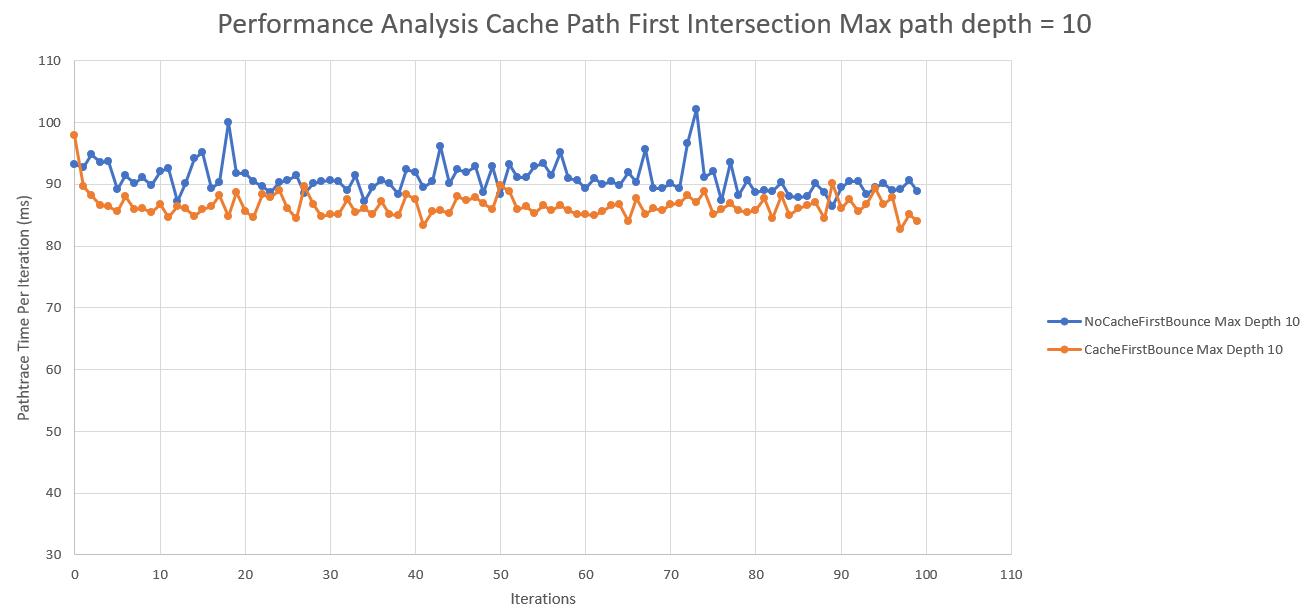 Performance Analysis Cache Path First Intersection Max path depth = 10
110
100
90
80
70
60
50
40
30
Pathtrace Time Per Iteration (ms)
0 10 20 30 40 50 60 70 80 90 100 110
Iterations
NoCacheFirstBounce Max Depth 10
CacheFirstBounce Max Depth 10